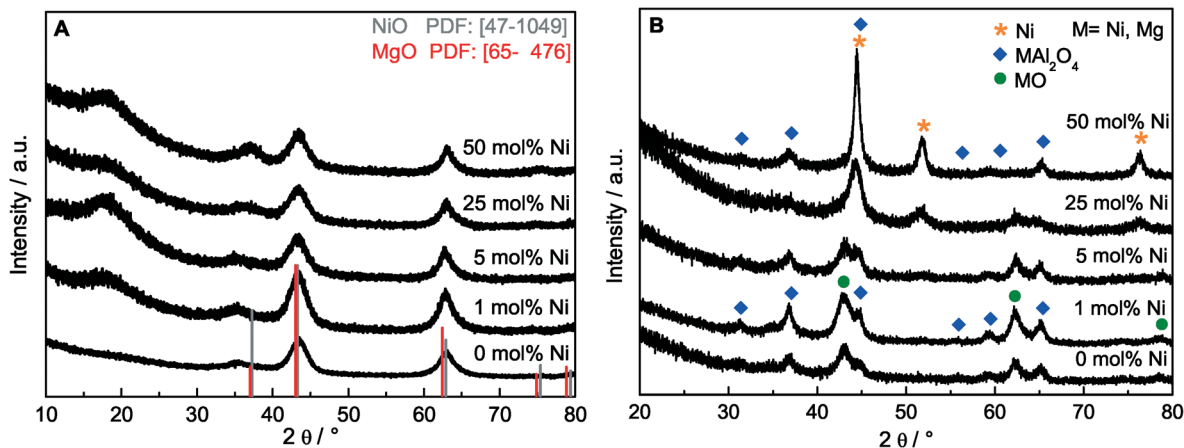 A
NiO PDF: [47-1049]
MgO PDF: [65- 476]
50 mol% Ni
25 mol% Ni
5 mol% Ni
1 mol% Ni
0 mol% Ni
Intensity / a.u.
10 20 30 40 50 60 70 80
2 θ / °
B
Ni M= Ni, Mg
MAl₂O₄
MO
50 mol% Ni
25 mol% Ni
5 mol% Ni
1 mol% Ni
0 mol% Ni
Intensity / a.u.
20 30 40 50 60 70 80
2 θ / °